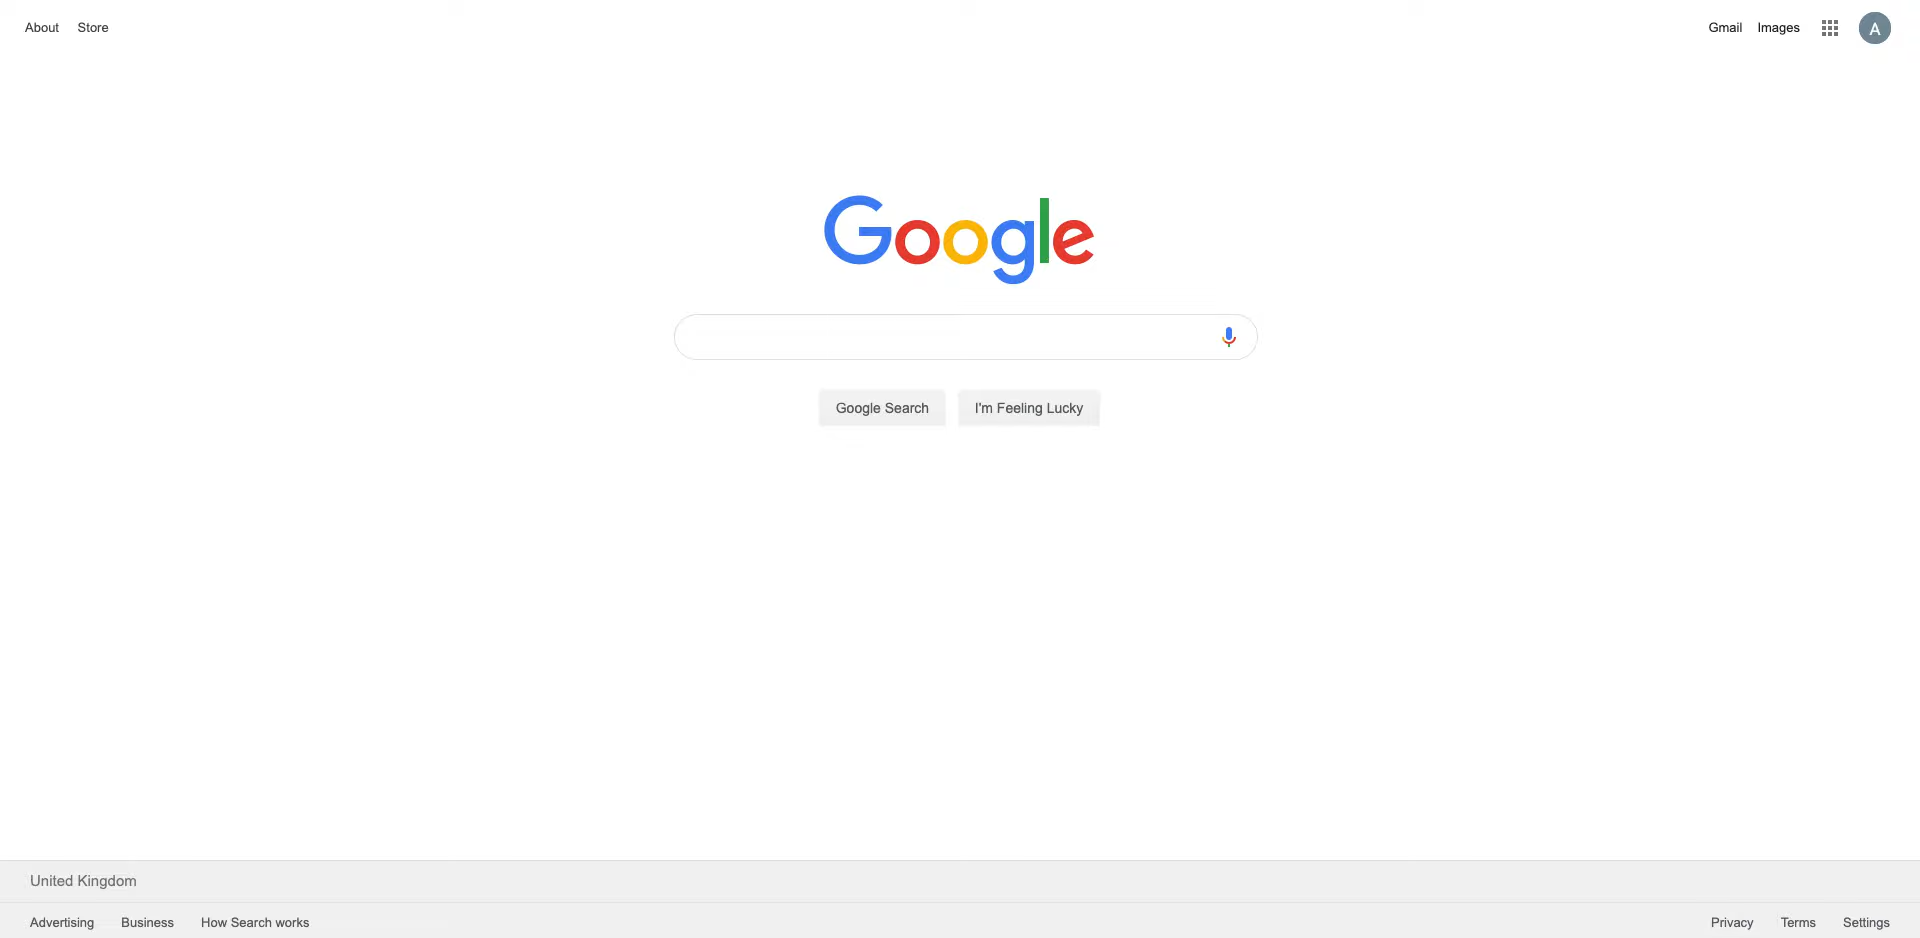 About Store
Gmail Images A
Google
Google Search I'm Feeling Lucky
United Kingdom
Advertising Business How Search works
Privacy Terms Settings